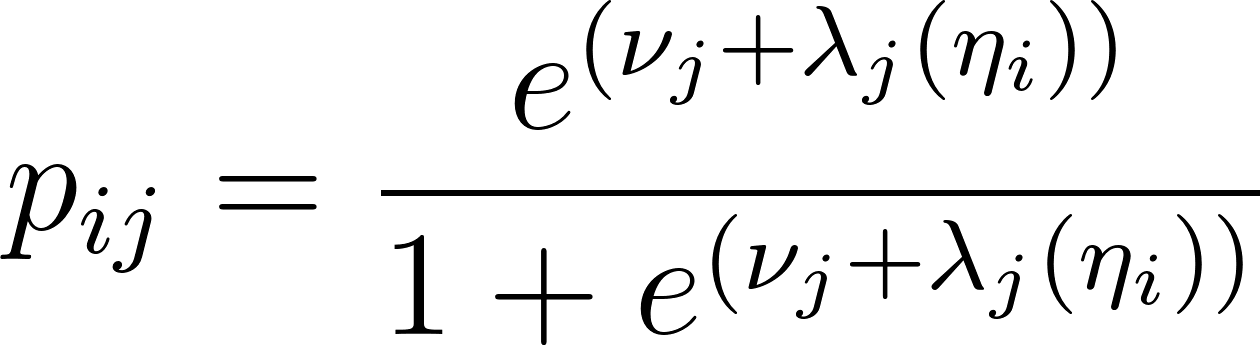 p_{ij} = \frac{e^{(\nu_j + \lambda_j(\eta_i))}}{1 + e^{(\nu_j + \lambda_j(\eta_i))}}